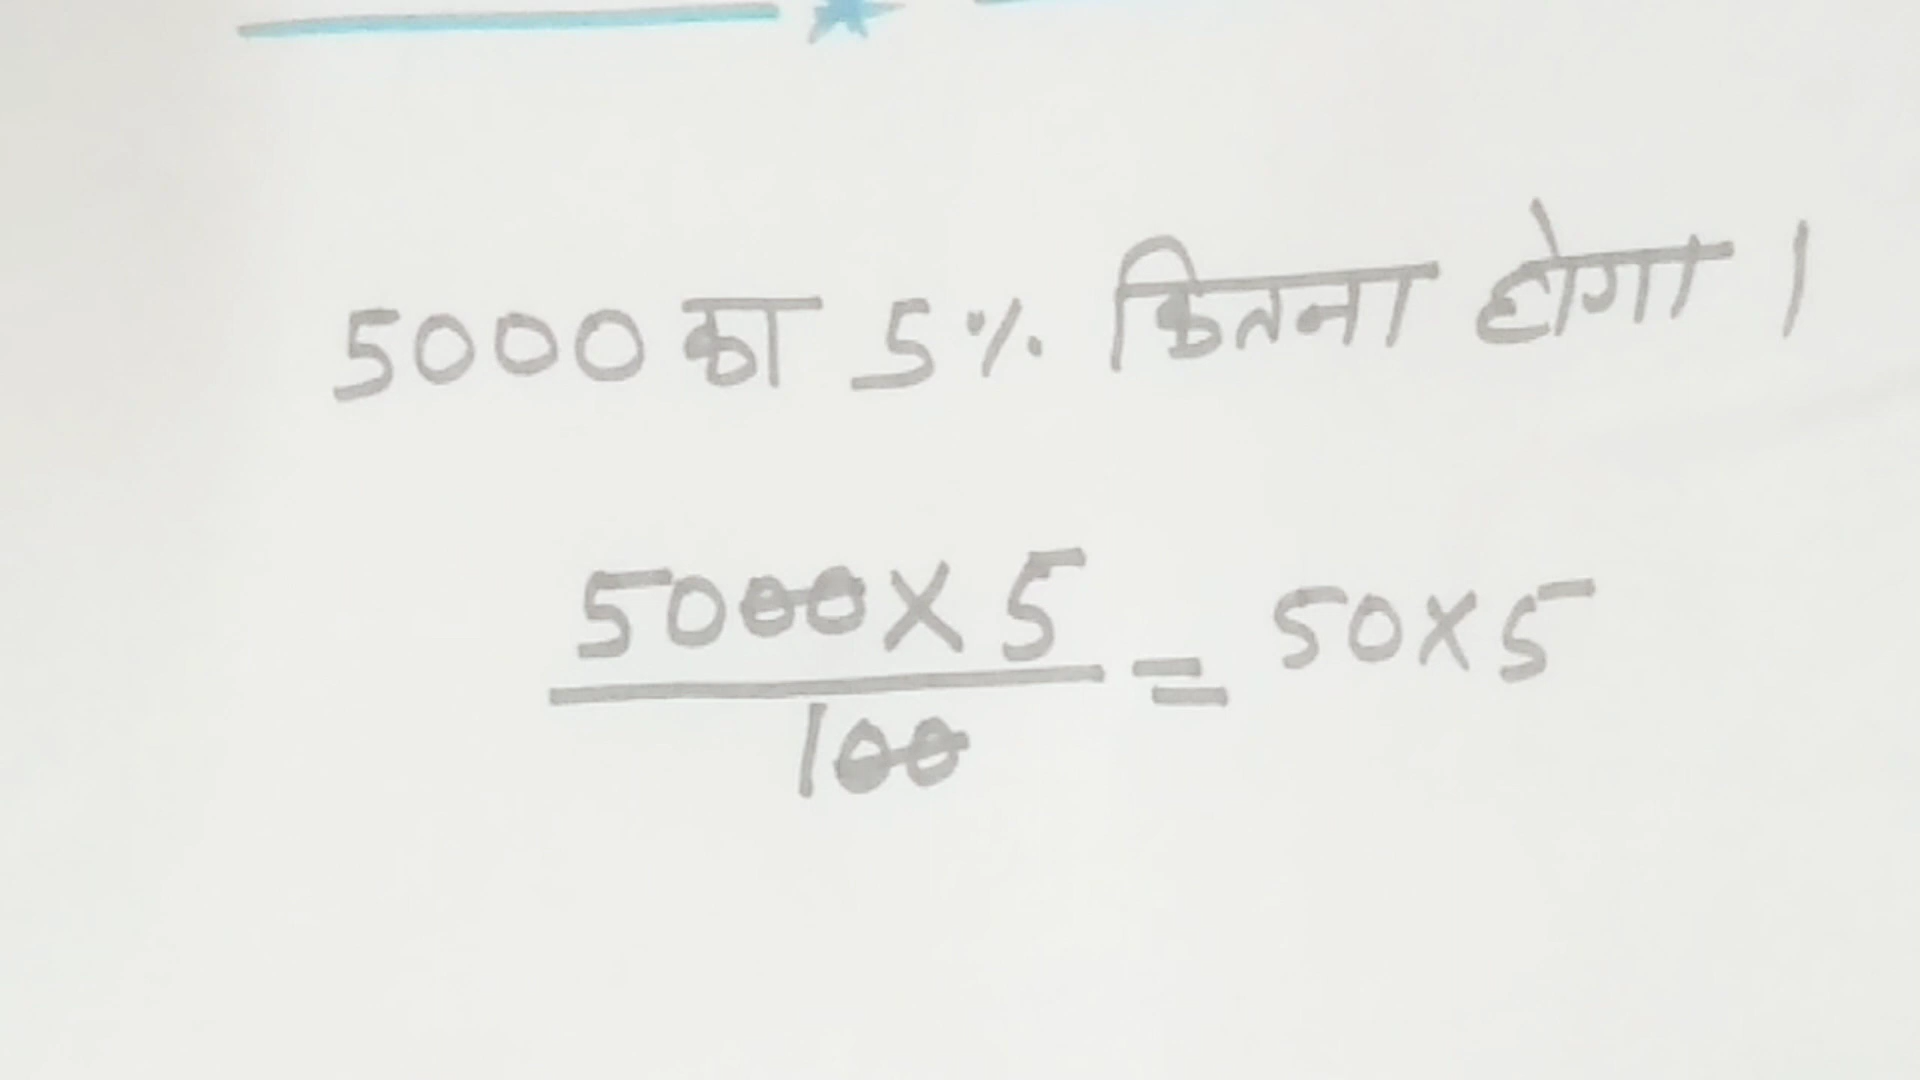 5000 का 5% कितना होगा।
5000 × 5 / 100 = 50 × 5